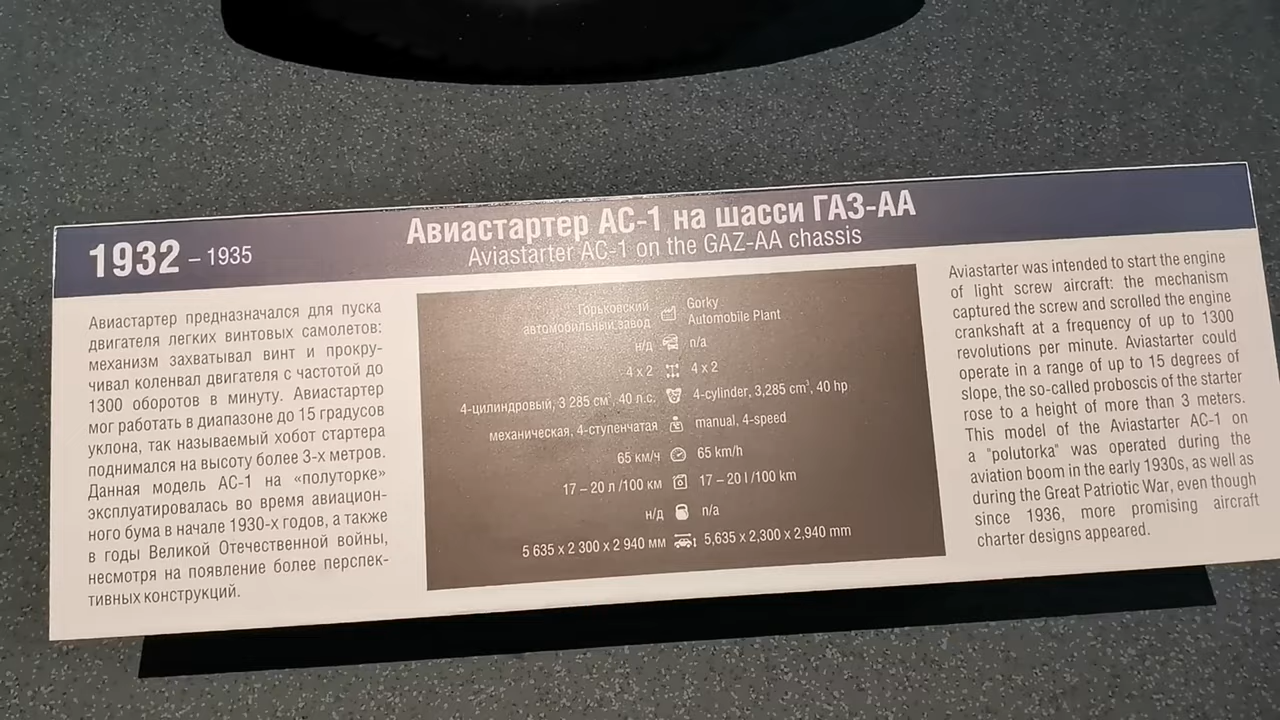 1932 – 1935
Авиастартер АС-1 на шасси ГАЗ-АА
Aviastarter AC-1 on the GAZ-AA chassis
Авиастартер предназначался для пуска
двигателя легких винтовых самолетов:
механизм захватывал винт и прокру-
чивал коленвал двигателя с частотой до
1300 оборотов в минуту. Авиастартер
мог работать в диапазоне до 15 градусов
уклона, так называемый хобот стартера
поднимался на высоту более 3-х метров.
Данная модель АС-1 на «полуторке»
эксплуатировалась во время авиацион-
ного бума в начале 1930-х годов, а также
в годы Великой Отечественной войны,
несмотря на появление более перспек-
тивных конструкций.
Горьковский
автомобильный завод
Gorky
Automobile Plant
н/д n/a
4 x 2 4 x 2
4-цилиндровый, 3 285 см³, 40 л.с. 4-cylinder, 3,285 cm³, 40 hp
механическая, 4-ступенчатая manual, 4-speed
65 км/ч 65 km/h
17 – 20 л /100 км 17 – 20 l /100 km
н/д n/a
5 635 x 2 300 x 2 940 мм 5,635 x 2,300 x 2,940 mm
Aviastarter was intended to start the engine
of light screw aircraft: the mechanism
captured the screw and scrolled the engine
crankshaft at a frequency of up to 1300
revolutions per minute. Aviastarter could
operate in a range of up to 15 degrees of
slope, the so-called proboscis of the starter
rose to a height of more than 3 meters.
This model of the Aviastarter AC-1 on
a "polutorka" was operated during the
aviation boom in the early 1930s, as well as
during the Great Patriotic War, even though
since 1936, more promising aircraft
charter designs appeared.